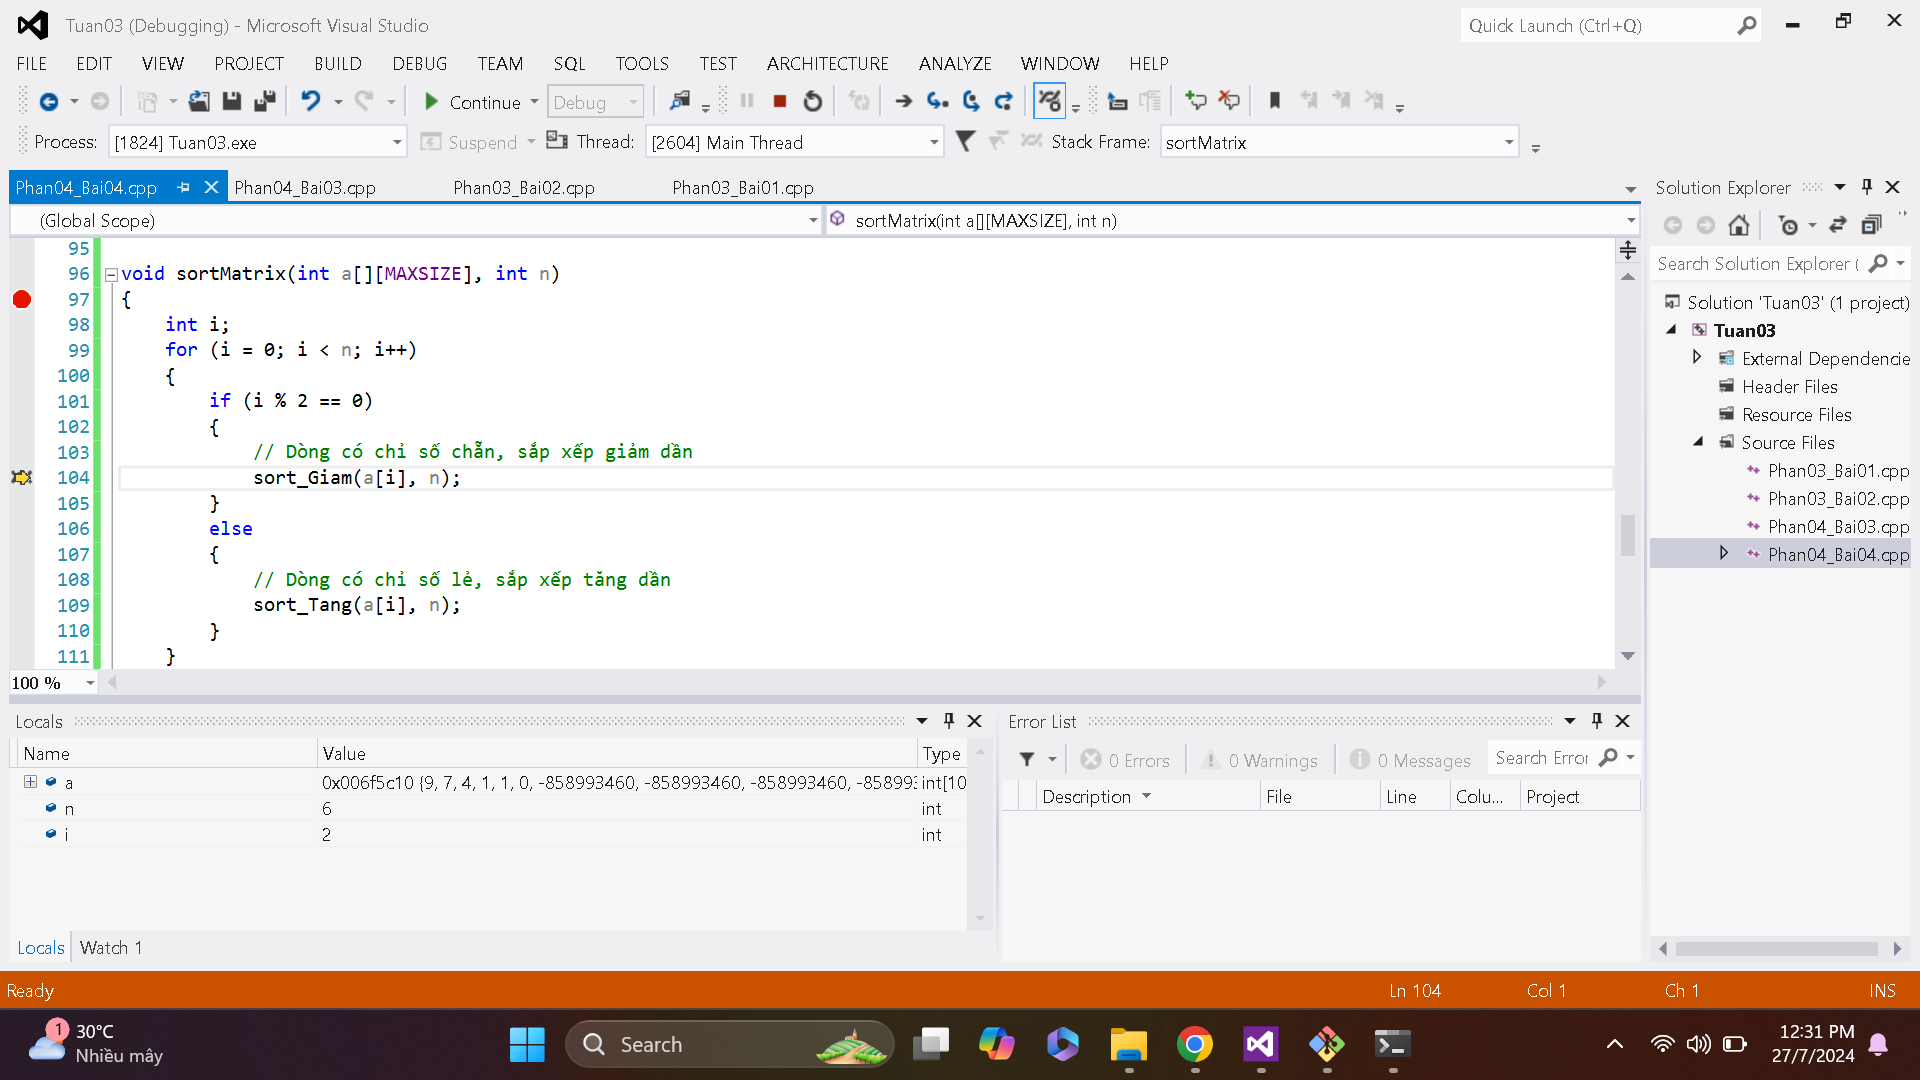 Tuan03 (Debugging) - Microsoft Visual Studio
Quick Launch (Ctrl+Q)
FILE EDIT VIEW PROJECT BUILD DEBUG TEAM SQL TOOLS TEST ARCHITECTURE ANALYZE WINDOW HELP
Continue Debug
Process: [1824] Tuan03.exe Suspend Thread: [2604] Main Thread Stack Frame: sortMatrix
Phan04_Bai04.cpp Phan04_Bai03.cpp Phan03_Bai02.cpp Phan03_Bai01.cpp
(Global Scope) sortMatrix(int a[][MAXSIZE], int n)
95
96 void sortMatrix(int a[][MAXSIZE], int n)
97 {
98 int i;
99 for (i = 0; i < n; i++)
100 {
101 if (i % 2 == 0)
102 {
103 // Dòng có chỉ số chẵn, sắp xếp giảm dần
104 sort_Giam(a[i], n);
105 }
106 else
107 {
108 // Dòng có chỉ số lẻ, sắp xếp tăng dần
109 sort_Tang(a[i], n);
110 }
111 }
100 %
Solution Explorer
Search Solution Explorer (
Solution 'Tuan03' (1 project)
Tuan03
External Dependencie
Header Files
Resource Files
Source Files
Phan03_Bai01.cpp
Phan03_Bai02.cpp
Phan04_Bai03.cpp
Phan04_Bai04.cpp
Locals
Name Value Type
a 0x006f5c10 {9, 7, 4, 1, 1, 0, -858993460, -858993460, -858993460, -85899: int[10
n 6 int
i 2 int
Locals Watch 1
Error List
0 Errors 0 Warnings 0 Messages Search Error
Description File Line Colu... Project
Ready Ln 104 Col 1 Ch 1 INS
1
30°C
Nhiều mây
Search
12:31 PM
27/7/2024